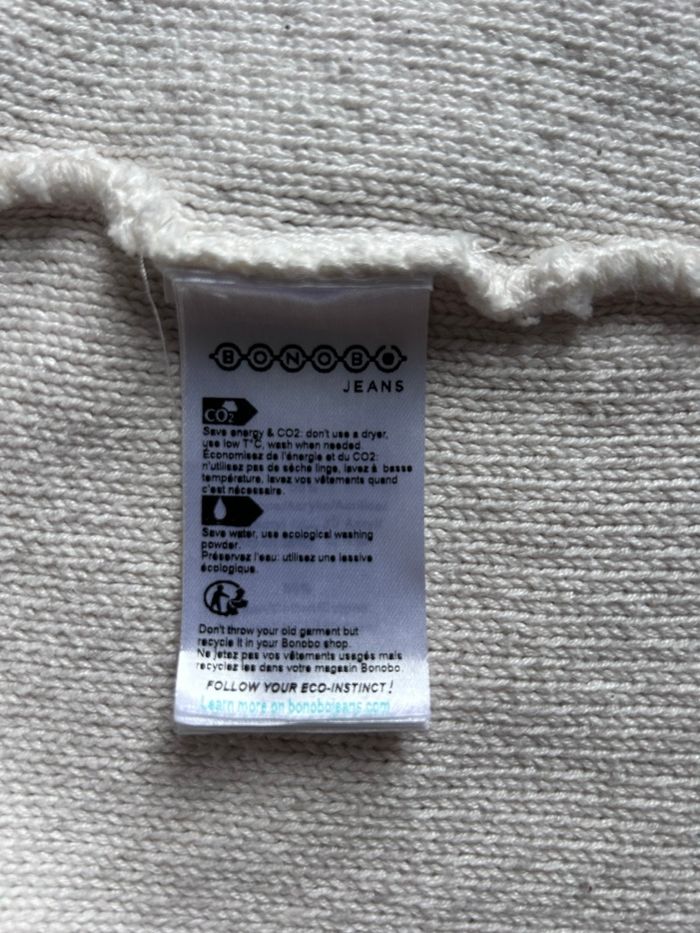 BONOBO
JEANS
CO2
Save energy & CO2: don't use a dryer,
use low T°C, wash when needed.
Économisez de l'énergie et du CO2:
n'utilisez pas de sèche linge, lavez à basse
température, lavez vos vêtements quand
c'est nécessaire.
Save water, use ecological washing
powder.
Préservez l'eau: utilisez une lessive
écologique.
Don't throw your old garment but
recycle it in your Bonobo shop.
Ne jetez pas vos vêtements usagés mais
recyclez les dans votre magasin Bonobo.
FOLLOW YOUR ECO-INSTINCT!
Learn more on bonobojeans.com